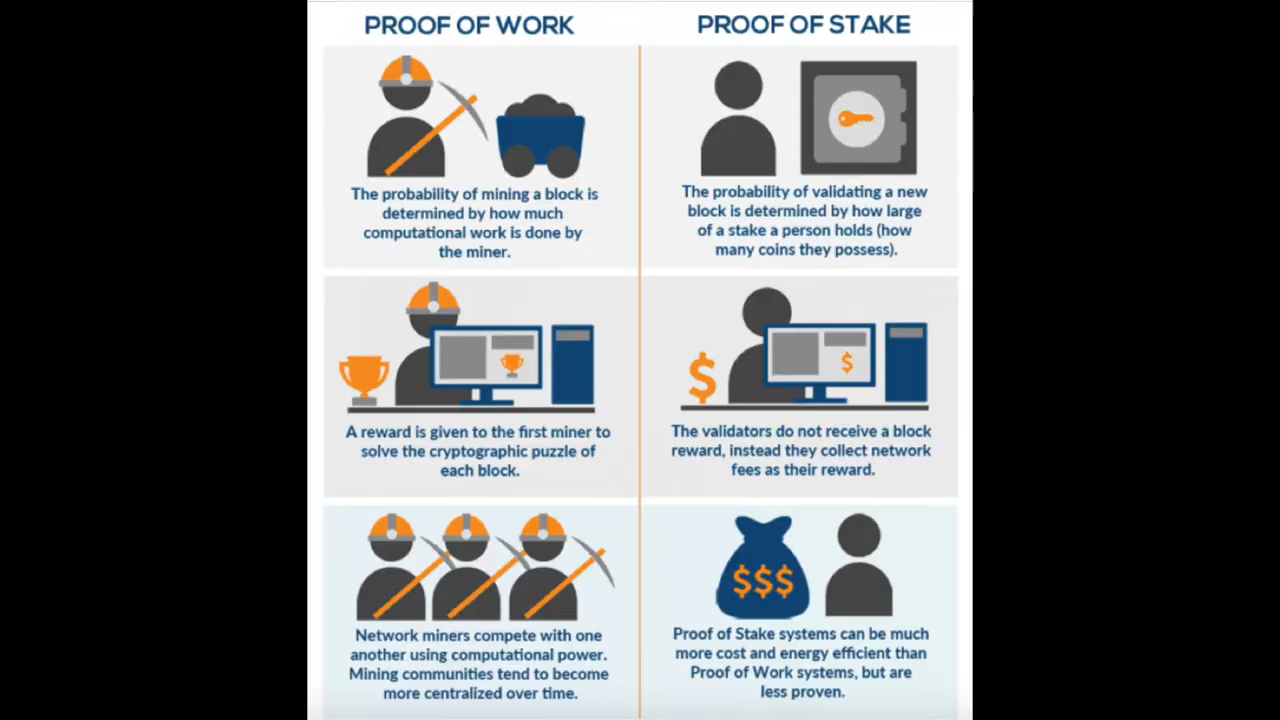 PROOF OF WORK
PROOF OF STAKE
The probability of mining a block is
determined by how much
computational work is done by
the miner.
The probability of validating a new
block is determined by how large
of a stake a person holds (how
many coins they possess).
A reward is given to the first miner to
solve the cryptographic puzzle of
each block.
The validators do not receive a block
reward, instead they collect network
fees as their reward.
$
$
Network miners compete with one
another using computational power.
Mining communities tend to become
more centralized over time.
$$$
Proof of Stake systems can be much
more cost and energy efficient than
Proof of Work systems, but are
less proven.